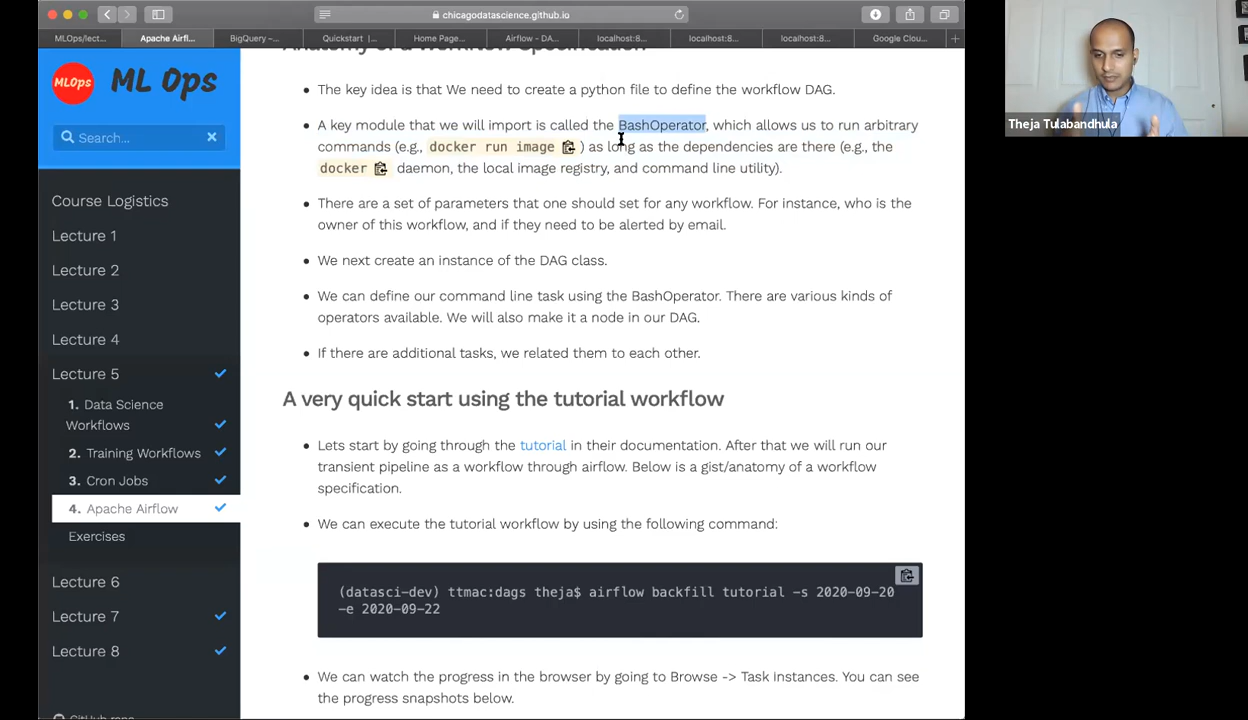 chicagodatascience.github.io
MLOps/lect...
Apache Airfl...
BigQuery –...
Quickstart |...
Home Page...
Airflow - DA...
localhost:8...
localhost:8...
localhost:8...
Google Clou...
MLOps
ML Ops
Search...
Course Logistics
Lecture 1
Lecture 2
Lecture 3
Lecture 4
Lecture 5
1. Data Science
Workflows
2. Training Workflows
3. Cron Jobs
4. Apache Airflow
Exercises
Lecture 6
Lecture 7
Lecture 8
GitHub repo
Anatomy of a Workflow Specification
The key idea is that We need to create a python file to define the workflow DAG.
A key module that we will import is called the BashOperator, which allows us to run arbitrary
commands (e.g., docker run image ) as long as the dependencies are there (e.g., the
docker daemon, the local image registry, and command line utility).
There are a set of parameters that one should set for any workflow. For instance, who is the
owner of this workflow, and if they need to be alerted by email.
We next create an instance of the DAG class.
We can define our command line task using the BashOperator. There are various kinds of
operators available. We will also make it a node in our DAG.
If there are additional tasks, we related them to each other.
A very quick start using the tutorial workflow
Lets start by going through the tutorial in their documentation. After that we will run our
transient pipeline as a workflow through airflow. Below is a gist/anatomy of a workflow
specification.
We can execute the tutorial workflow by using the following command:
(datasci-dev) ttmac:dags theja$ airflow backfill tutorial -s 2020-09-20
-e 2020-09-22
We can watch the progress in the browser by going to Browse -> Task Instances. You can see
the progress snapshots below.
Theja Tulabandhula